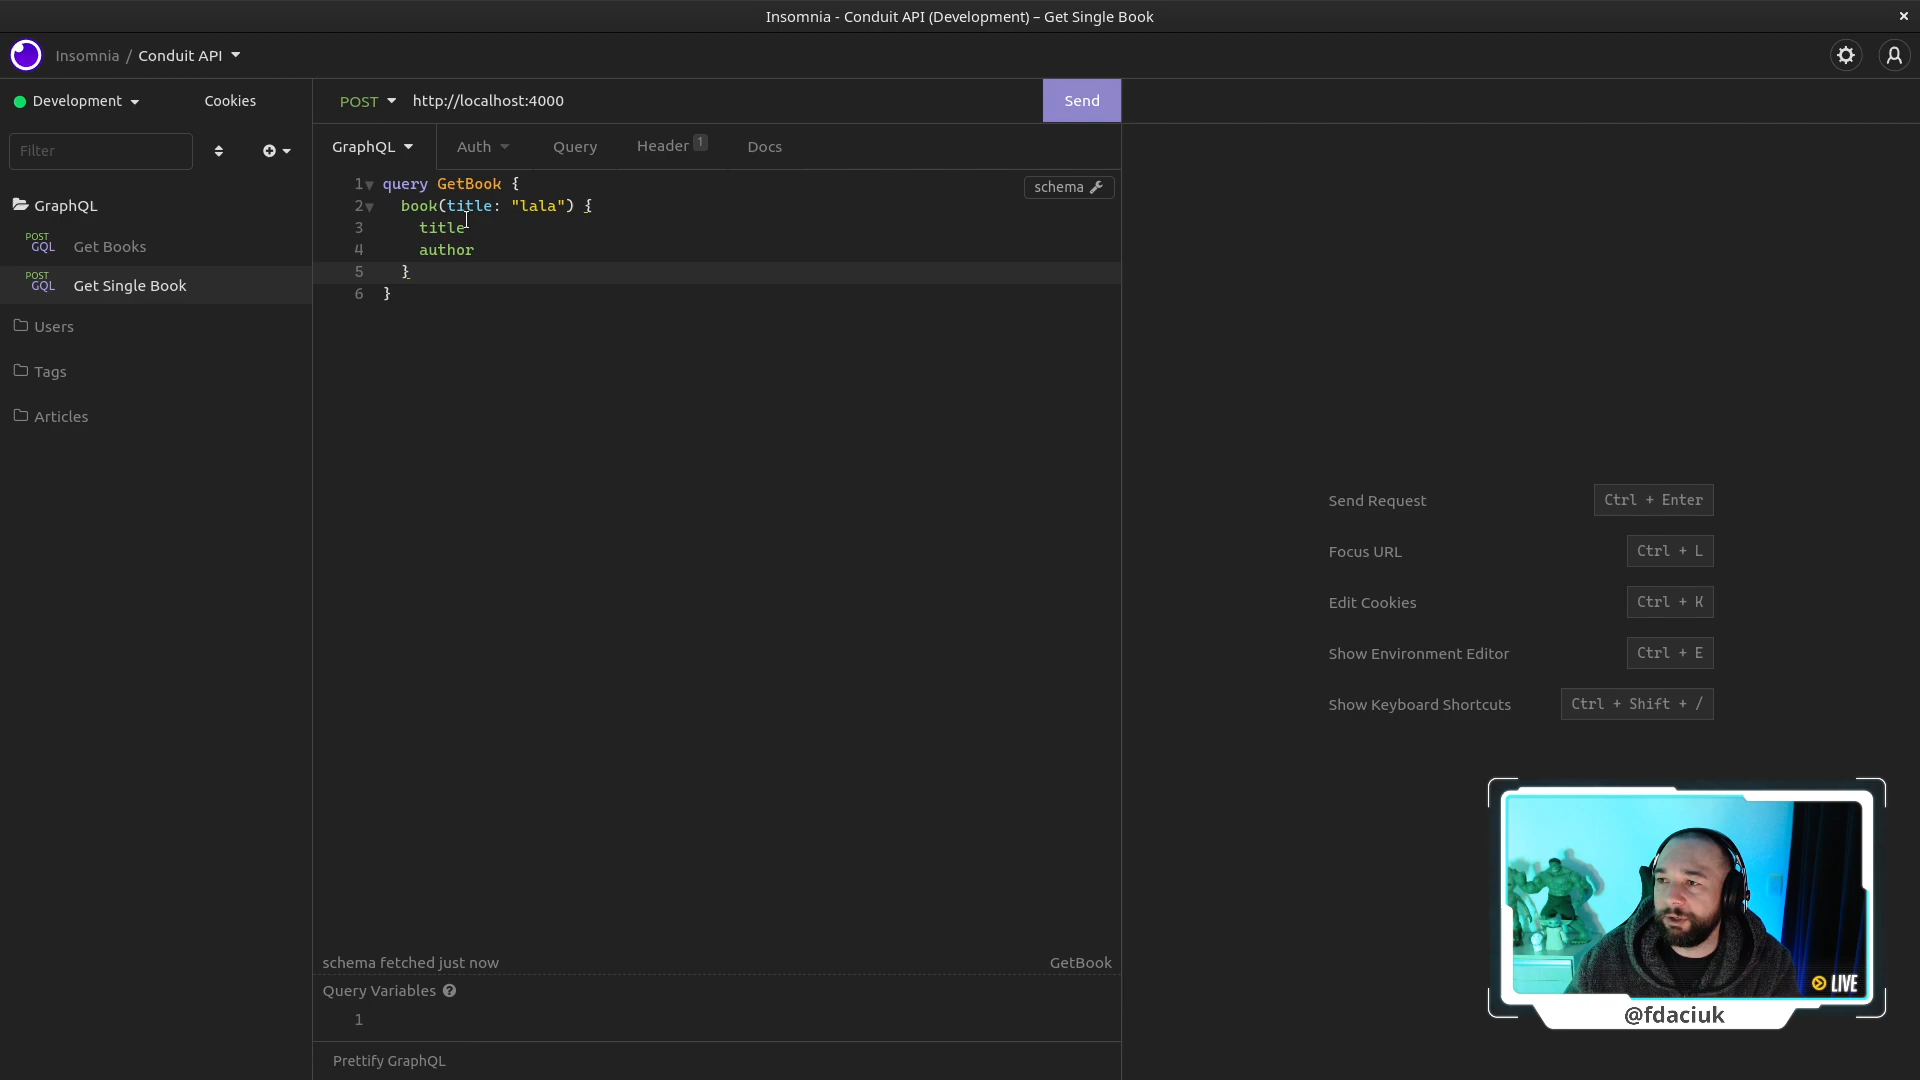 Insomnia - Conduit API (Development) – Get Single Book
Insomnia / Conduit API
Development
Cookies
POST
http://localhost:4000
Send
Filter
GraphQL
Auth
Query
Header 1
Docs
1 query GetBook {
2 book(title: "lala") {
3 title
4 author
5 }
6 }
schema
GraphQL
POST GQL Get Books
POST GQL Get Single Book
Users
Tags
Articles
Send Request Ctrl + Enter
Focus URL Ctrl + L
Edit Cookies Ctrl + K
Show Environment Editor Ctrl + E
Show Keyboard Shortcuts Ctrl + Shift + /
schema fetched just now
GetBook
Query Variables ?
1
Prettify GraphQL
LIVE
@fdaciuk